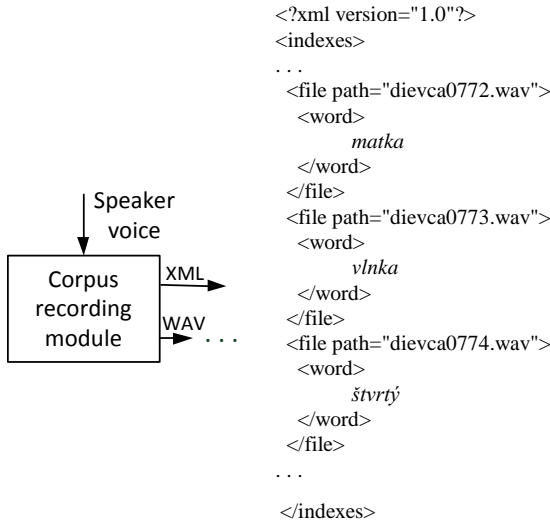 Speaker
voice
Corpus
recording
module
XML
WAV
. . .
<?xml version="1.0"?>
<indexes>
. . .
<file path="dievca0772.wav">
<word>
matka
</word>
</file>
<file path="dievca0773.wav">
<word>
vlnka
</word>
</file>
<file path="dievca0774.wav">
<word>
štvrtý
</word>
</file>
. . .
</indexes>